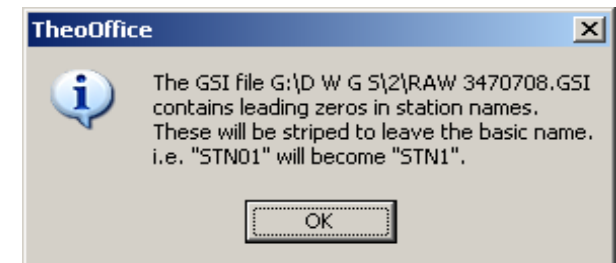 TheoOffice
The GSI file G:\D W G S\2\RAW 3470708.GSI
contains leading zeros in station names.
These will be striped to leave the basic name.
i.e. "STN01" will become "STN1".
OK